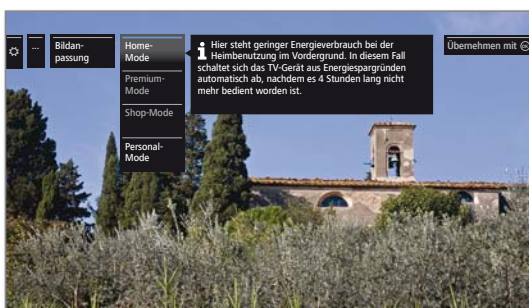 ...
Bildan-
passung
Home-
Mode
Premium-
Mode
Shop-Mode
Personal-
Mode
Hier steht geringer Energieverbrauch bei der
Heimbenutzung im Vordergrund. In diesem Fall
schaltet sich das TV-Gerät aus Energiespargründen
automatisch ab, nachdem es 4 Stunden lang nicht
mehr bedient worden ist.
Übernehmen mit